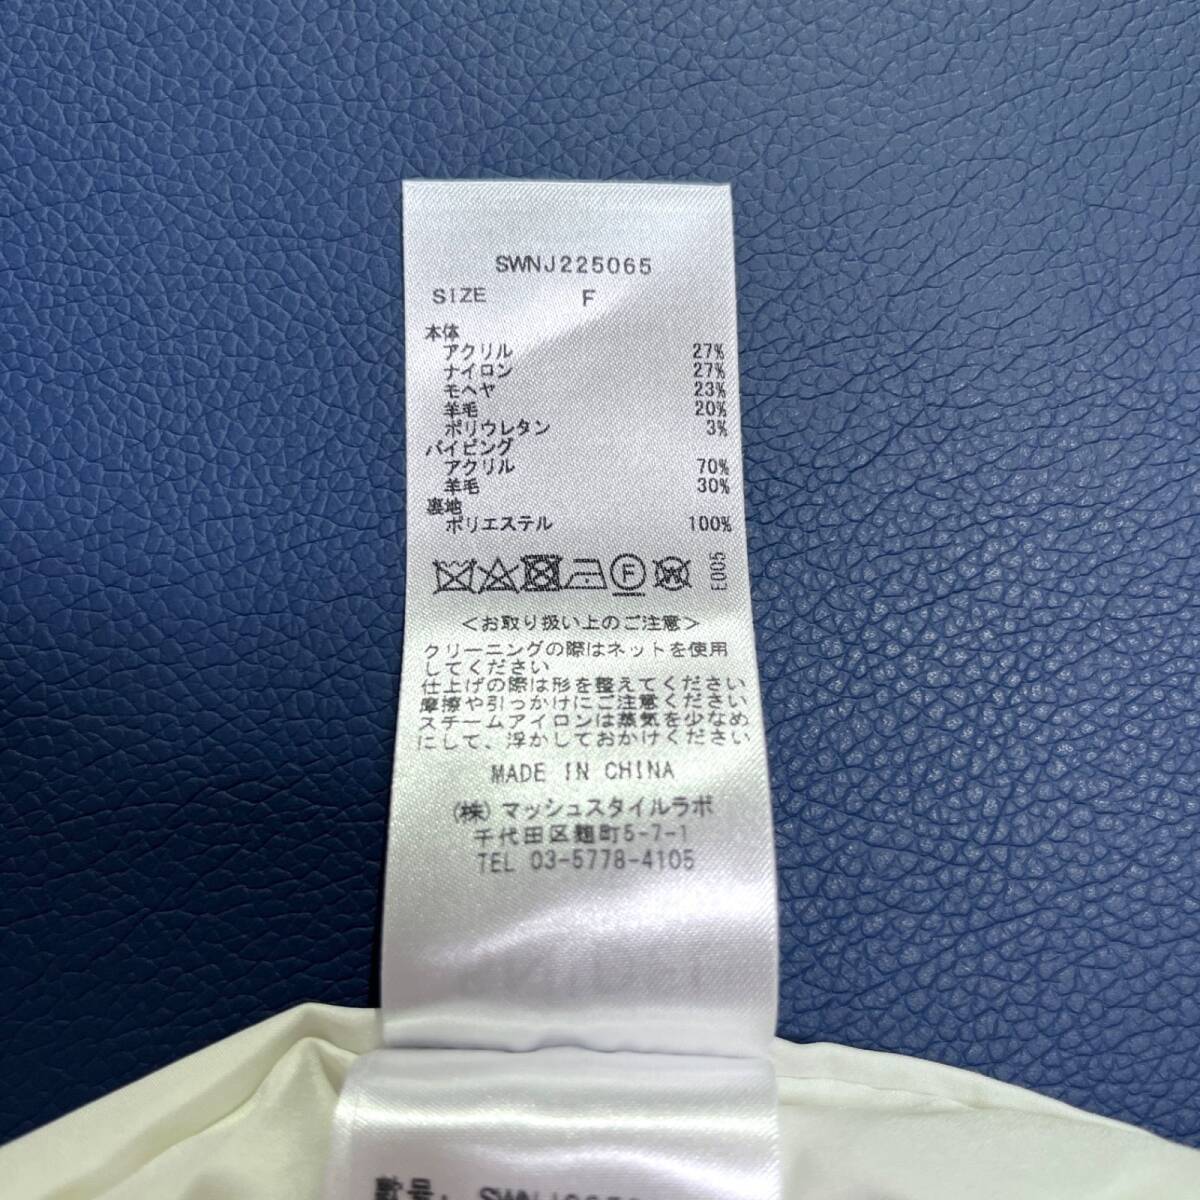 SWNJ225065
SIZE F
本体
アクリル 27%
ナイロン 27%
モヘヤ 23%
羊毛 20%
ポリウレタン 3%
パイピング
アクリル 70%
羊毛 30%
裏地
ポリエステル 100%
F W E005
<お取り扱い上のご注意>
クリーニングの際はネットを使用
してください
仕上げの際は形を整えてください
摩擦や引っかけにご注意ください
スチームアイロンは蒸気を少なめ
にして、浮かしておかけください
MADE IN CHINA
(株)マッシュスタイルラボ
千代田区麹町5-7-1
TEL 03-5778-4105
款号: